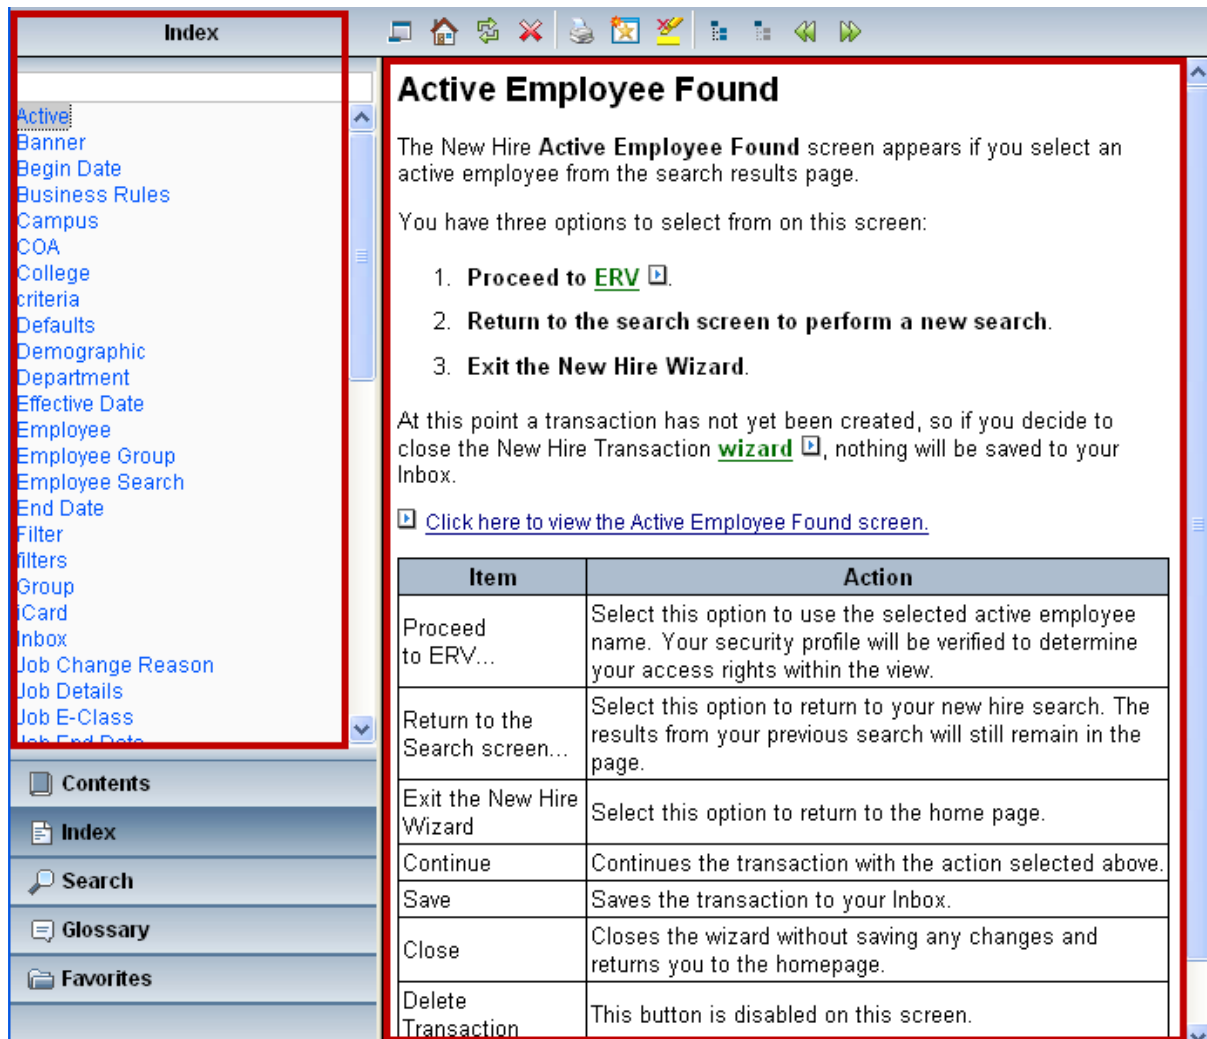 Index
Active
Banner
Begin Date
Business Rules
Campus
COA
College
criteria
Defaults
Demographic
Department
Effective Date
Employee
Employee Group
Employee Search
End Date
Filter
filters
Group
iCard
Inbox
Job Change Reason
Job Details
Job E-Class
Job End Date
Contents
Index
Search
Glossary
Favorites
Active Employee Found
The New Hire Active Employee Found screen appears if you select an
active employee from the search results page.
You have three options to select from on this screen:
1. Proceed to ERV.
2. Return to the search screen to perform a new search.
3. Exit the New Hire Wizard.
At this point a transaction has not yet been created, so if you decide to
close the New Hire Transaction wizard, nothing will be saved to your
Inbox.
Click here to view the Active Employee Found screen.
Item Action
Proceed
to ERV...
Select this option to use the selected active employee
name. Your security profile will be verified to determine
your access rights within the view.
Return to the
Search screen...
Select this option to return to your new hire search. The
results from your previous search will still remain in the
page.
Exit the New Hire
Wizard
Select this option to return to the home page.
Continue Continues the transaction with the action selected above.
Save Saves the transaction to your Inbox.
Close
Closes the wizard without saving any changes and
returns you to the homepage.
Delete
Transaction
This button is disabled on this screen.